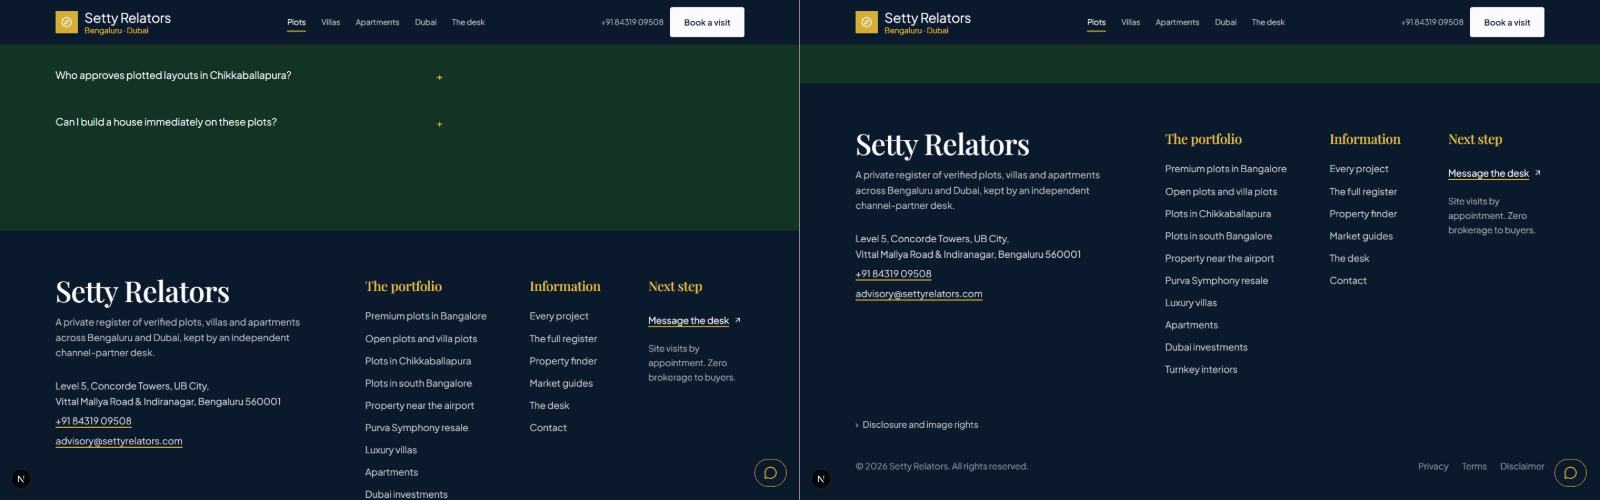 Setty Relators
Bengaluru · Dubai
Plots
Villas
Apartments
Dubai
The desk
+91 84319 09508
Book a visit
Who approves plotted layouts in Chikkaballapura?
+
Can I build a house immediately on these plots?
+
Setty Relators
A private register of verified plots, villas and apartments
across Bengaluru and Dubai, kept by an independent
channel-partner desk.
Level 5, Concorde Towers, UB City,
Vittal Mallya Road & Indiranagar, Bengaluru 560001
+91 84319 09508
advisory@settyrelators.com
The portfolio
Premium plots in Bangalore
Open plots and villa plots
Plots in Chikkaballapura
Plots in south Bangalore
Property near the airport
Purva Symphony resale
Luxury villas
Apartments
Dubai investments
Information
Every project
The full register
Property finder
Market guides
The desk
Contact
Next step
Message the desk ↗
Site visits by
appointment. Zero
brokerage to buyers.
N
Setty Relators
Bengaluru · Dubai
Plots
Villas
Apartments
Dubai
The desk
+91 84319 09508
Book a visit
Setty Relators
A private register of verified plots, villas and apartments
across Bengaluru and Dubai, kept by an independent
channel-partner desk.
Level 5, Concorde Towers, UB City,
Vittal Mallya Road & Indiranagar, Bengaluru 560001
+91 84319 09508
advisory@settyrelators.com
The portfolio
Premium plots in Bangalore
Open plots and villa plots
Plots in Chikkaballapura
Plots in south Bangalore
Property near the airport
Purva Symphony resale
Luxury villas
Apartments
Dubai investments
Turnkey interiors
Information
Every project
The full register
Property finder
Market guides
The desk
Contact
Next step
Message the desk ↗
Site visits by
appointment. Zero
brokerage to buyers.
› Disclosure and image rights
© 2026 Setty Relators. All rights reserved.
Privacy
Terms
Disclaimer
N